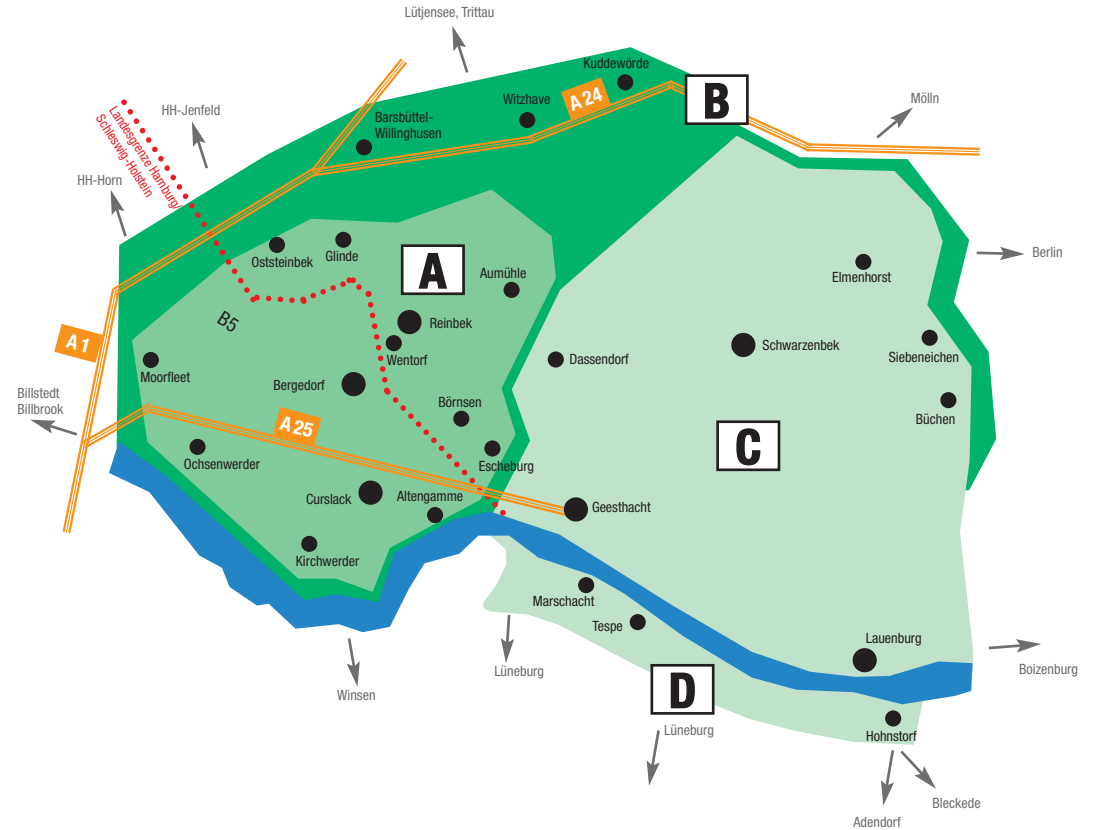 Lütjensee, Trittau
Kuddewörde
A 24
B
Witzhave
Mölln
HH-Jenfeld
Landesgrenze Hamburg/
Schleswig-Holstein
Barsbüttel-
Willinghusen
HH-Horn
Oststeinbek
Glinde
A
Aumühle
Berlin
Elmenhorst
B5
Reinbek
A 1
Wentorf
Dassendorf
Schwarzenbek
Siebeneichen
Moorfleet
Bergedorf
Billstedt
Billbrook
Börnsen
Büchen
A 25
C
Ochsenwerder
Escheburg
Curslack
Altengamme
Geesthacht
Kirchwerder
Marschacht
Tespe
Lauenburg
Lüneburg
Boizenburg
Winsen
D
Lüneburg
Hohnstorf
Bleckede
Adendorf